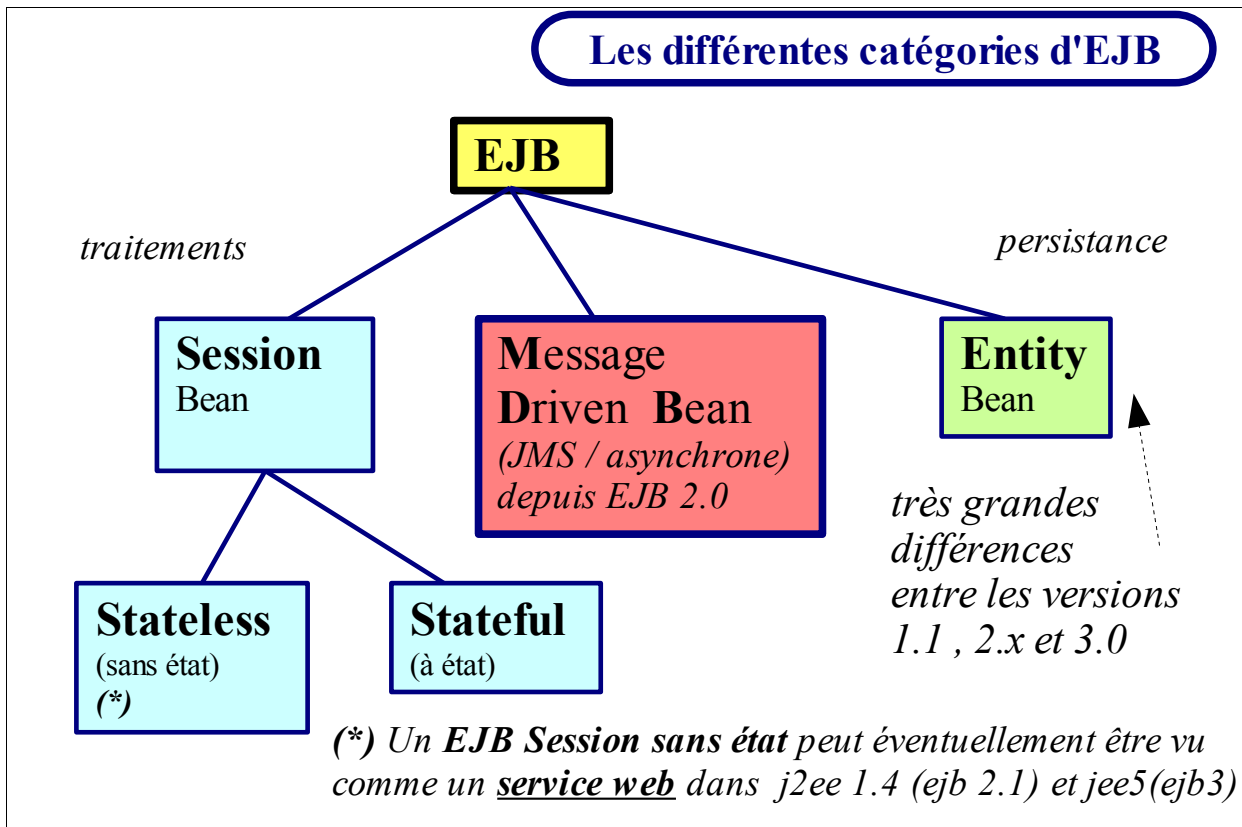 Les différentes catégories d'EJB
EJB
traitements
persistance
Session
Bean
Message
Driven Bean
(JMS / asynchrone)
depuis EJB 2.0
Entity
Bean
très grandes
différences
entre les versions
1.1 , 2.x et 3.0
Stateless
(sans état)
(*)
Stateful
(à état)
(*) Un EJB Session sans état peut éventuellement être vu
comme un service web dans j2ee 1.4 (ejb 2.1) et jee5(ejb3)